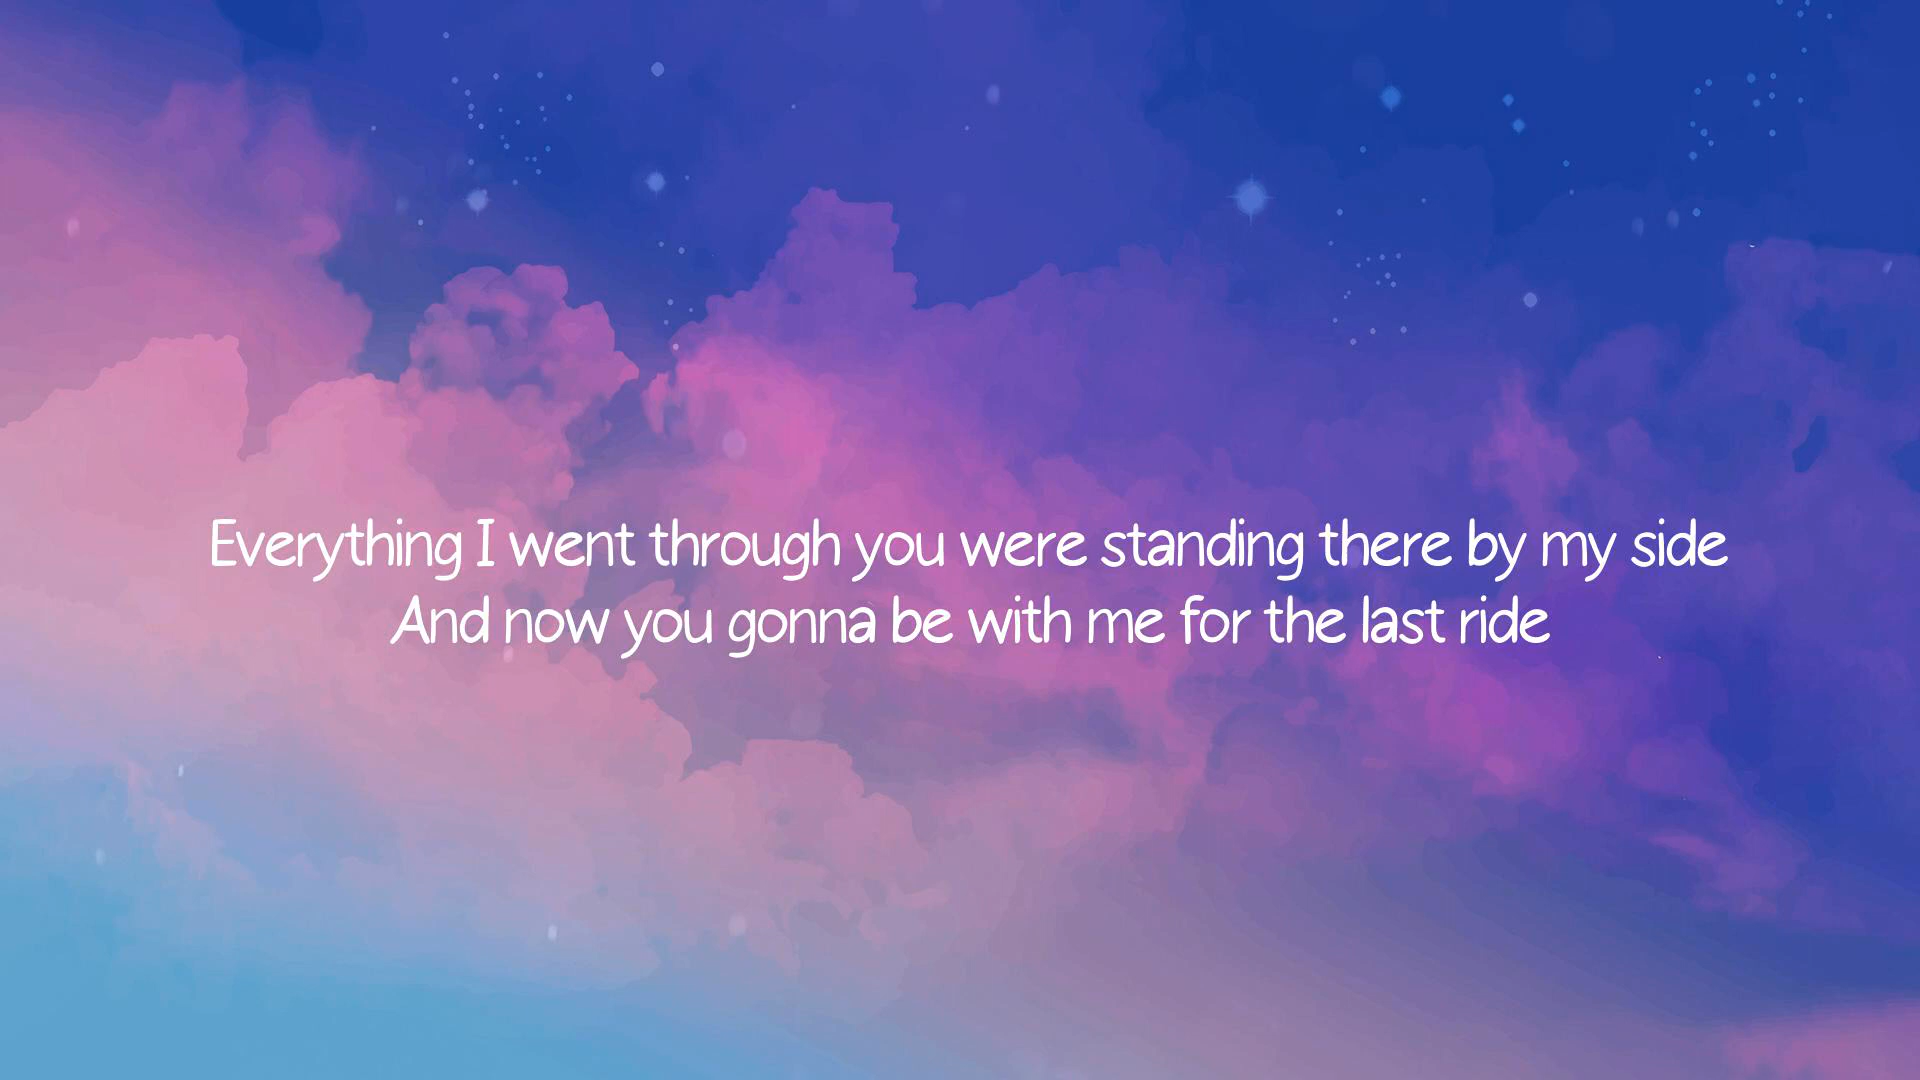 Everything I went through you were standing there by my side
And now you gonna be with me for the last ride